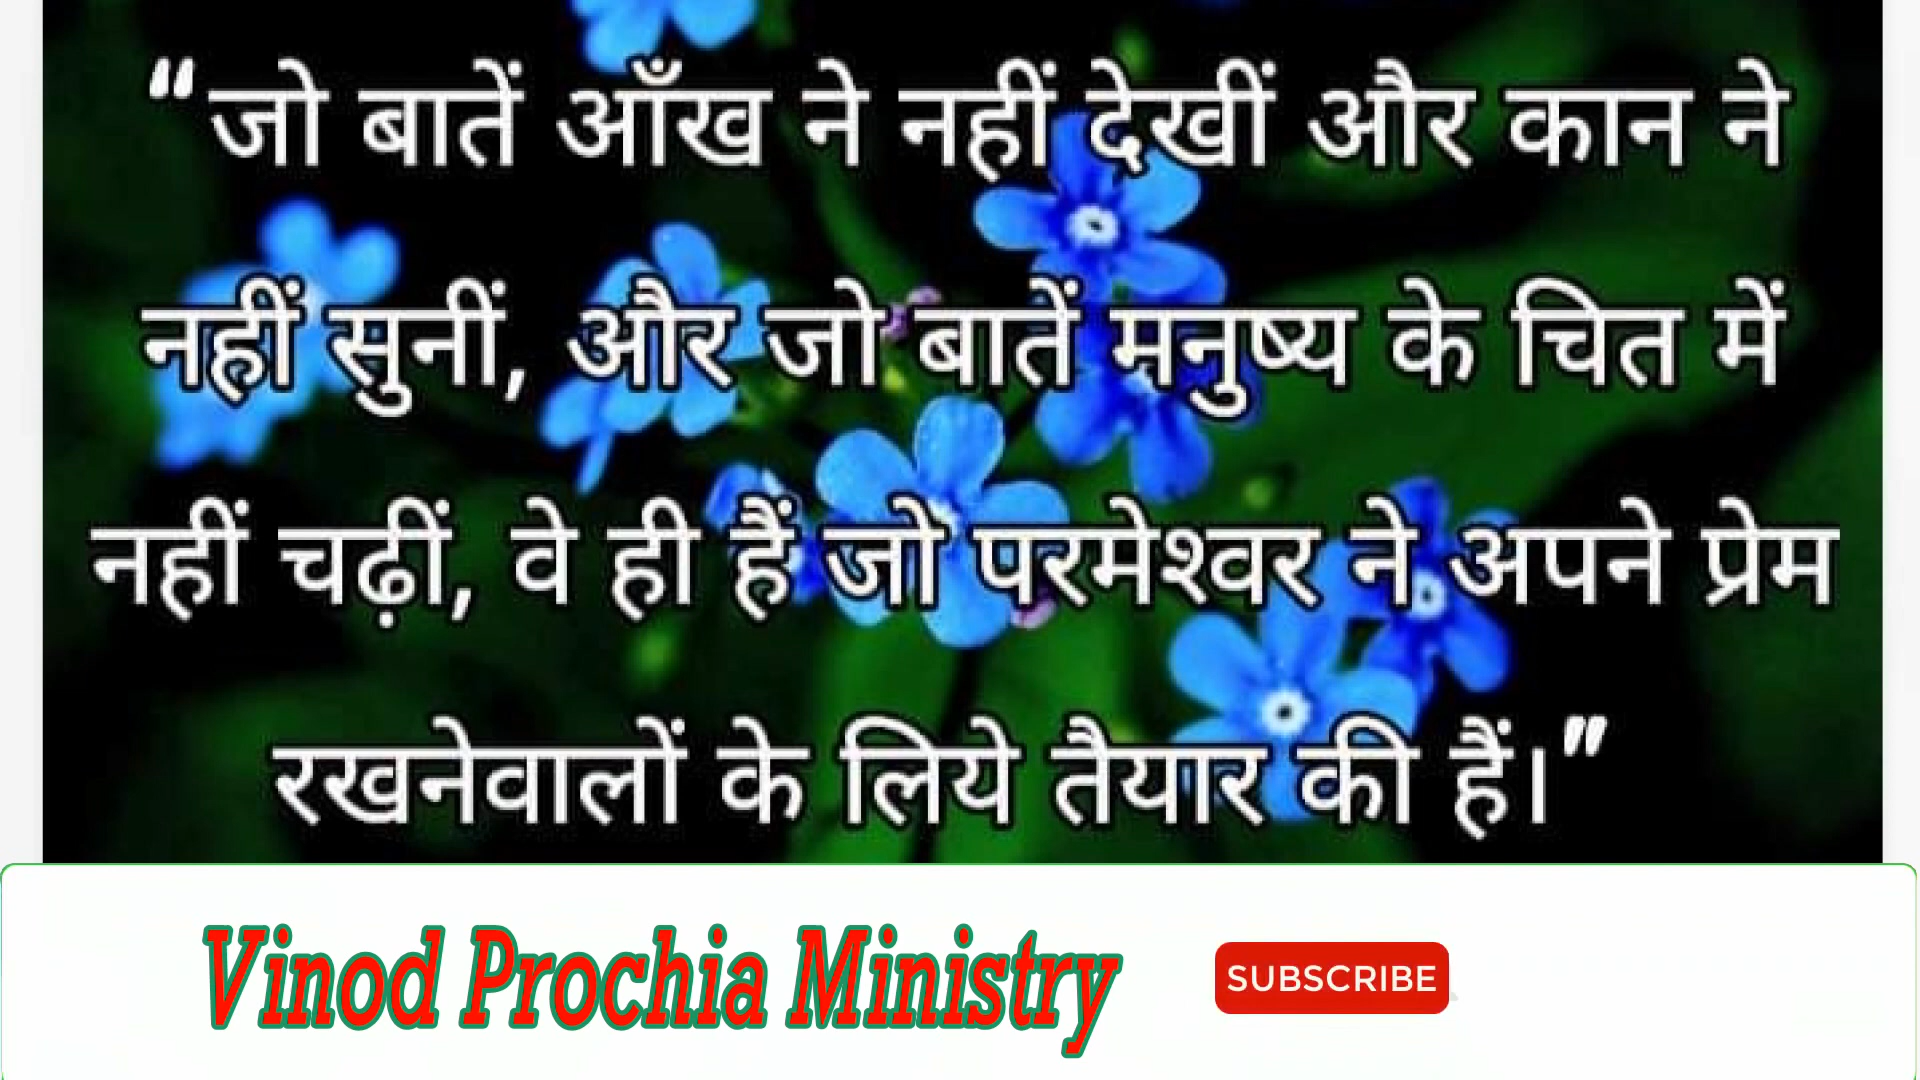 “जो बातें आँख ने नहीं देखीं और कान ने
नहीं सुनीं, और जो बातें मनुष्य के चित में
नहीं चढ़ीं, वे ही हैं जो परमेश्वर ने अपने प्रेम
रखनेवालों के लिये तैयार की हैं।”
Vinod Prochia Ministry
SUBSCRIBE